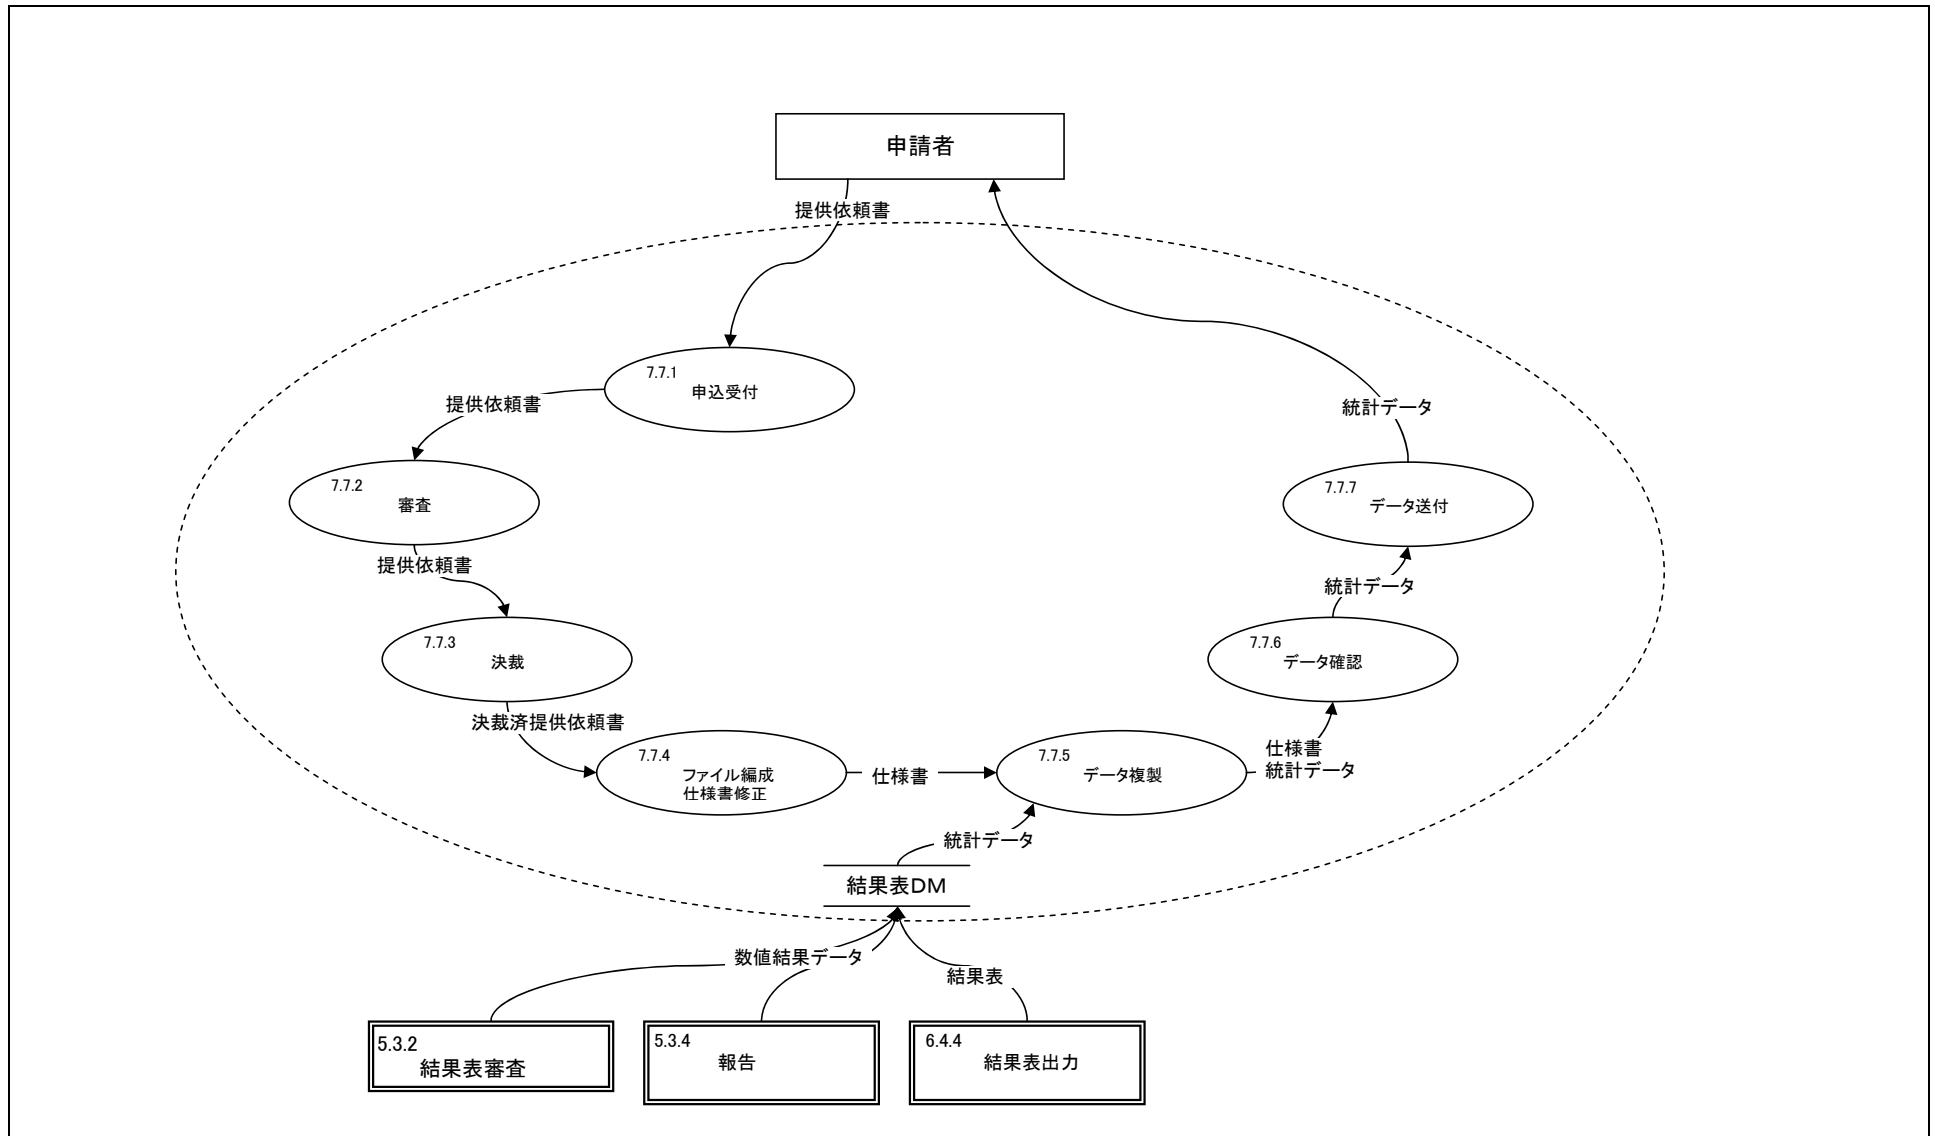 申請者
提供依頼書
7.7.1
申込受付
提供依頼書
統計データ
7.7.2
審査
7.7.7
データ送付
提供依頼書
統計データ
7.7.3
決裁
7.7.6
データ確認
決裁済提供依頼書
7.7.4
ファイル編成
仕様書修正
仕様書
7.7.5
データ複製
仕様書
統計データ
統計データ
結果表DM
数値結果データ
結果表
5.3.2
結果表審査
5.3.4
報告
6.4.4
結果表出力